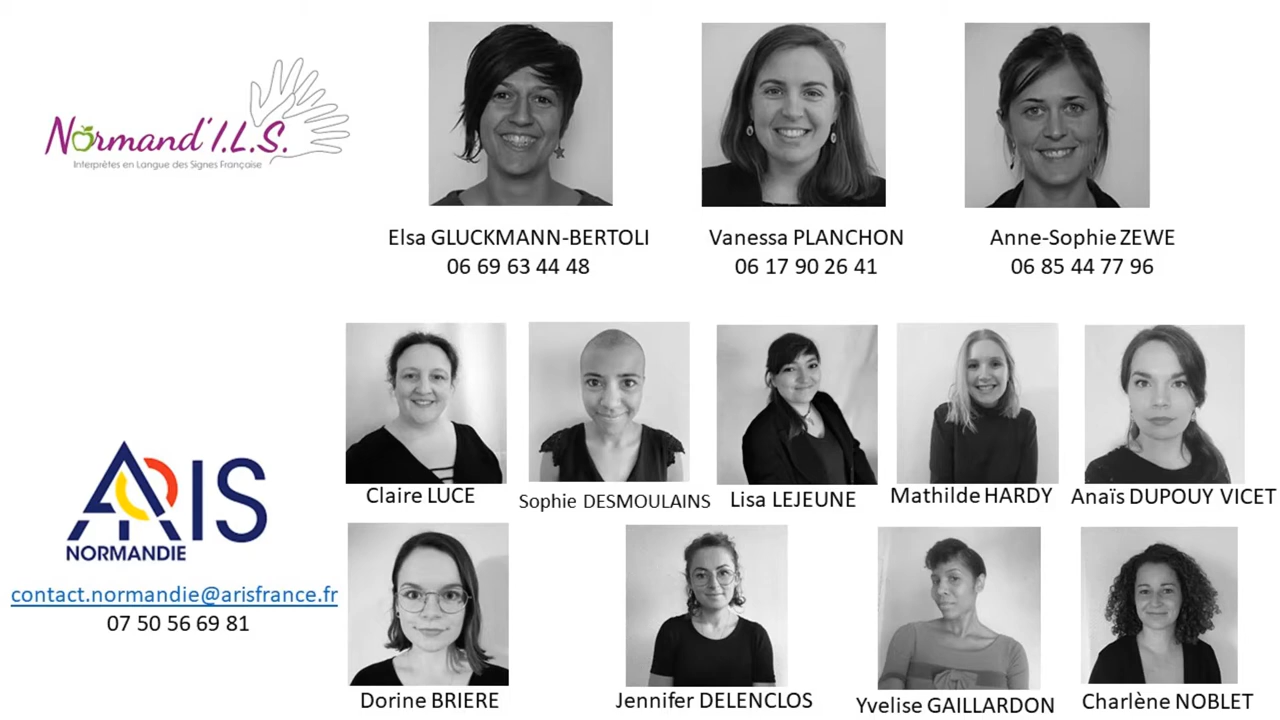 Normand'I.L.S.
Interprètes en Langue des Signes Française
Elsa GLUCKMANN-BERTOLI
06 69 63 44 48
Vanessa PLANCHON
06 17 90 26 41
Anne-Sophie ZEWE
06 85 44 77 96
ARIS
NORMANDIE
contact.normandie@arisfrance.fr
07 50 56 69 81
Claire LUCE
Sophie DESMOULAINS
Lisa LEJEUNE
Mathilde HARDY
Anaïs DUPOUY VICET
Dorine BRIERE
Jennifer DELENCLOS
Yvelise GAILLARDON
Charlène NOBLET